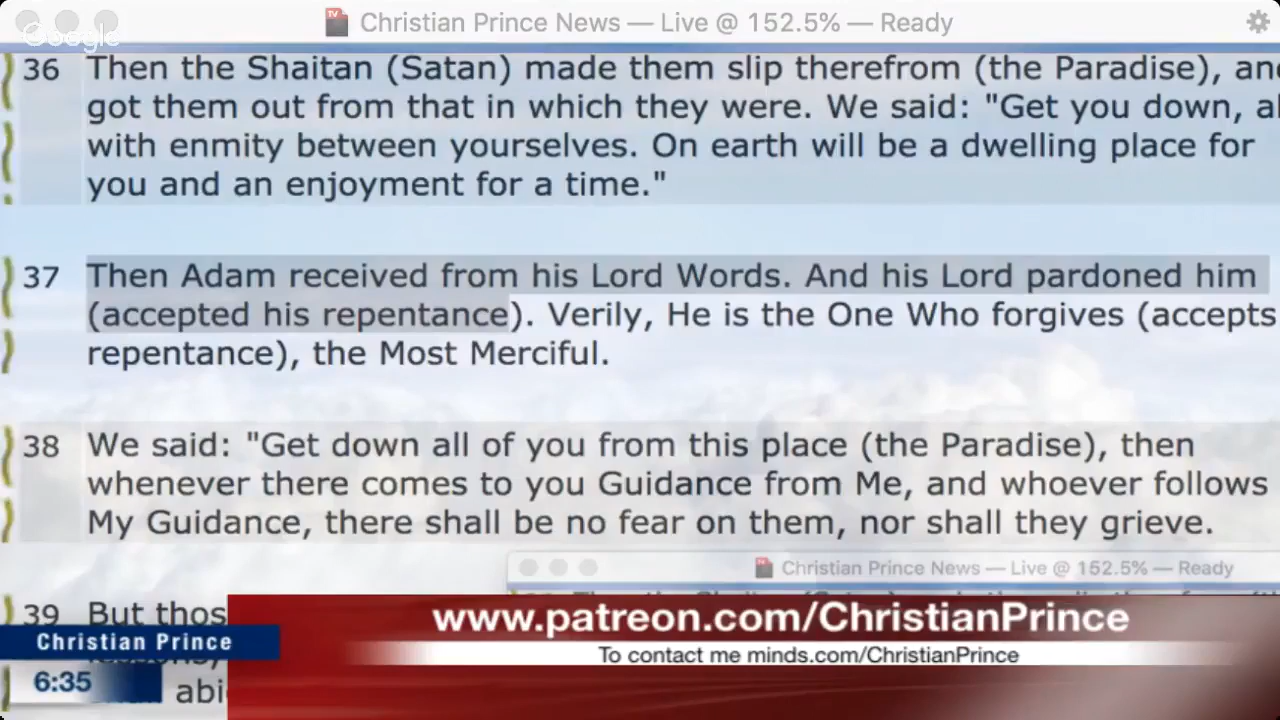 Christian Prince News — Live @ 152.5% — Ready
Google
36 Then the Shaitan (Satan) made them slip therefrom (the Paradise), an
got them out from that in which they were. We said: "Get you down, a
with enmity between yourselves. On earth will be a dwelling place for
you and an enjoyment for a time."
37 Then Adam received from his Lord Words. And his Lord pardoned him
(accepted his repentance). Verily, He is the One Who forgives (accepts
repentance), the Most Merciful.
38 We said: "Get down all of you from this place (the Paradise), then
whenever there comes to you Guidance from Me, and whoever follows
My Guidance, there shall be no fear on them, nor shall they grieve.
Christian Prince News — Live @ 152.5% — Ready
39 But thos
www.patreon.com/ChristianPrince
Christian Prince
To contact me minds.com/ChristianPrince
6:35
abi